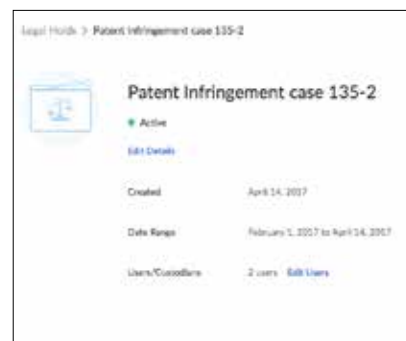 Legal Holds > Patent Infringement case 135-2
Patent Infringement case 135-2
Active
Edit Details
Created April 14, 2017
Date Range February 1, 2017 to April 14, 2017
Users/Custodians 2 users Edit Users